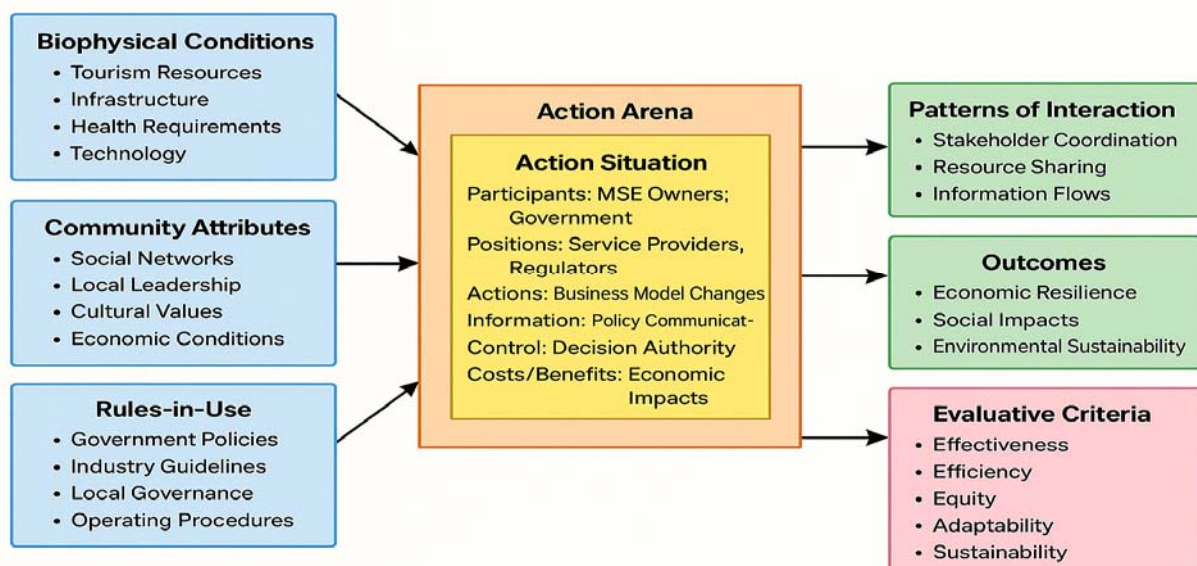 Biophysical Conditions
• Tourism Resources
• Infrastructure
• Health Requirements
• Technology
Community Attributes
• Social Networks
• Local Leadership
• Cultural Values
• Economic Conditions
Rules-in-Use
• Government Policies
• Industry Guidelines
• Local Governance
• Operating Procedures
Action Arena
Action Situation
Participants: MSE Owners;
Government
Positions: Service Providers,
Regulators
Actions: Business Model Changes
Information: Policy Communicat-
Control: Decision Authority
Costs/Benefits: Economic
Impacts
Patterns of Interaction
• Stakeholder Coordination
• Resource Sharing
• Information Flows
Outcomes
• Economic Resilience
• Social Impacts
• Environmental Sustainability
Evaluative Criteria
• Effectiveness
• Efficiency
• Equity
• Adaptability
• Sustainability